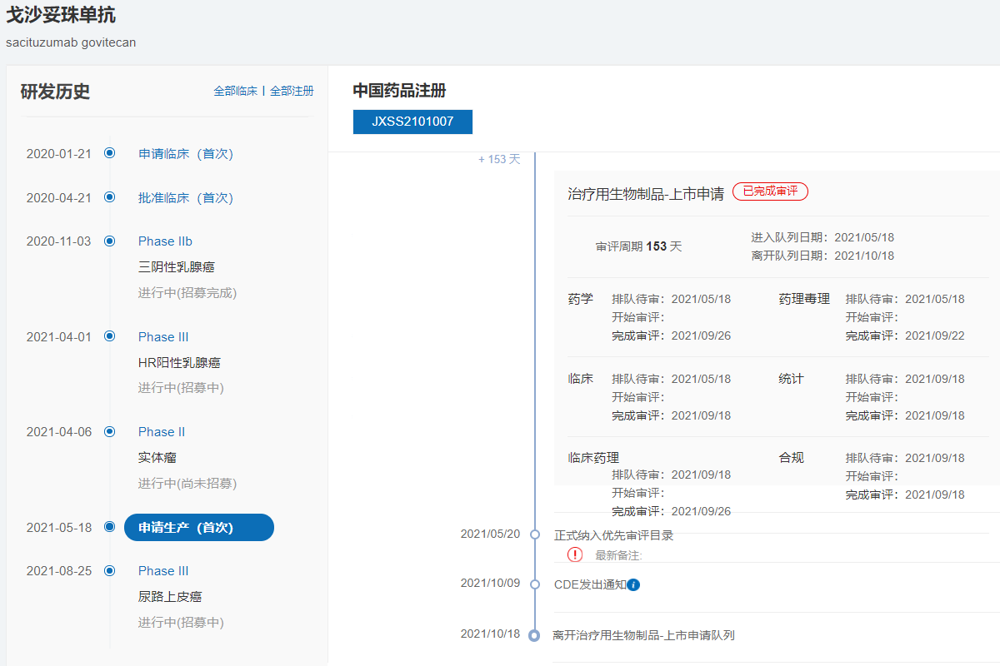 戈沙妥珠单抗
sacituzumab govitecan
研发历史
全部临床 | 全部注册
2020-01-21 申请临床（首次）
2020-04-21 批准临床（首次）
2020-11-03 Phase IIb
三阴性乳腺癌
进行中(招募完成)
2021-04-01 Phase III
HR阳性乳腺癌
进行中(招募中)
2021-04-06 Phase II
实体瘤
进行中(尚未招募)
2021-05-18 申请生产（首次）
2021-08-25 Phase III
尿路上皮癌
进行中(招募中)
中国药品注册
JXSS2101007
+ 153 天
治疗用生物制品-上市申请 已完成审评
审评周期 153 天
进入队列日期：2021/05/18
离开队列日期：2021/10/18
药学 排队待审：2021/05/18
开始审评：
完成审评：2021/09/26
药理毒理 排队待审：2021/05/18
开始审评：
完成审评：2021/09/22
临床 排队待审：2021/05/18
开始审评：
完成审评：2021/09/18
统计 排队待审：2021/09/18
开始审评：
完成审评：2021/09/18
临床药理
排队待审：2021/09/18
开始审评：
完成审评：2021/09/26
合规 排队待审：2021/09/18
开始审评：
完成审评：2021/09/18
2021/05/20 正式纳入优先审评目录
! 最新备注:
2021/10/09 CDE发出通知 i
2021/10/18 离开治疗用生物制品-上市申请队列